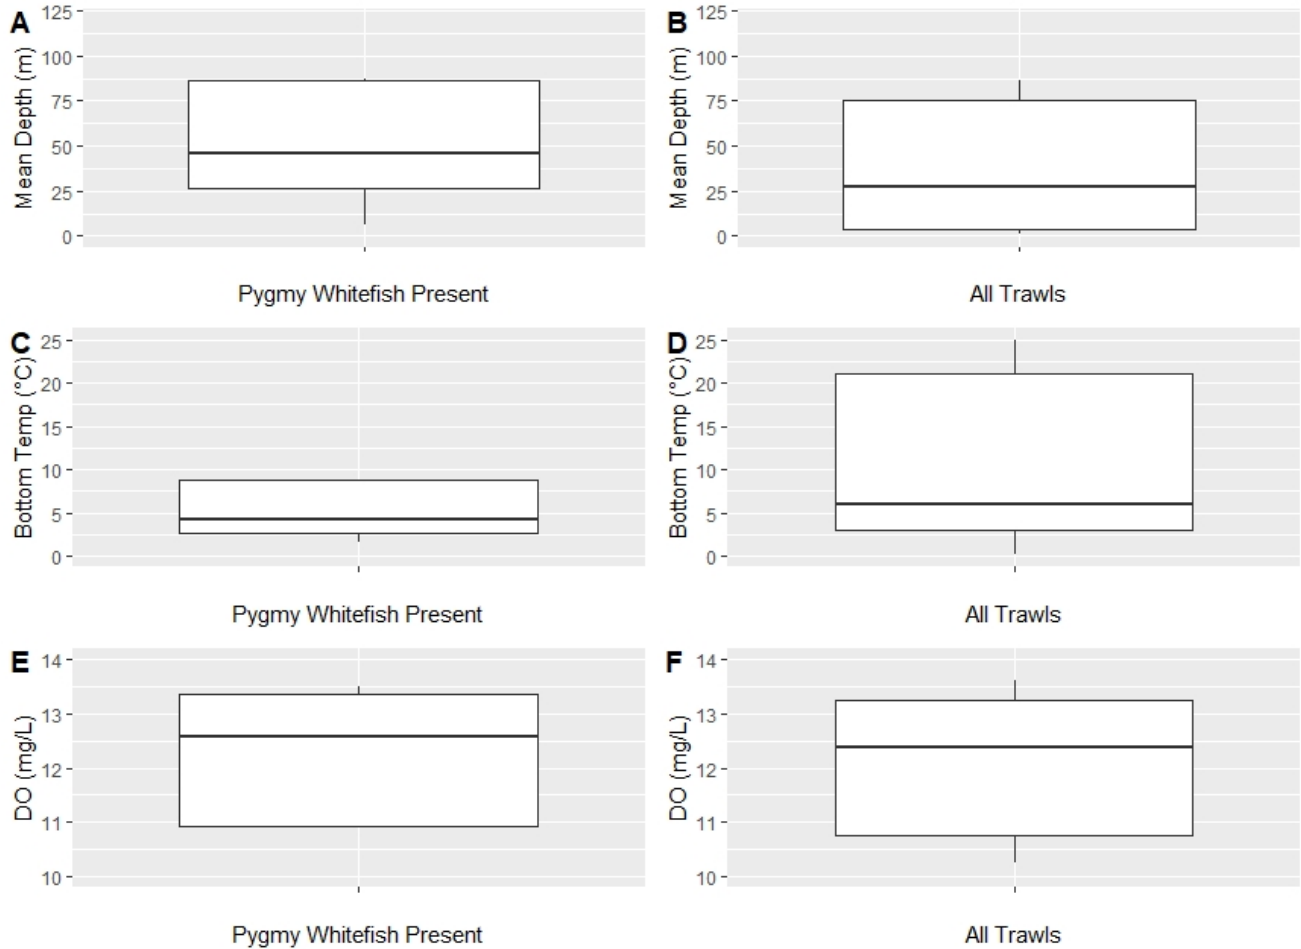 A
Mean Depth (m)
125
100
75
50
25
0
Pygmy Whitefish Present
B
Mean Depth (m)
125
100
75
50
25
0
All Trawls
C
Bottom Temp (°C)
25
20
15
10
5
0
Pygmy Whitefish Present
D
Bottom Temp (°C)
25
20
15
10
5
0
All Trawls
E
DO (mg/L)
14
13
12
11
10
Pygmy Whitefish Present
F
DO (mg/L)
14
13
12
11
10
All Trawls